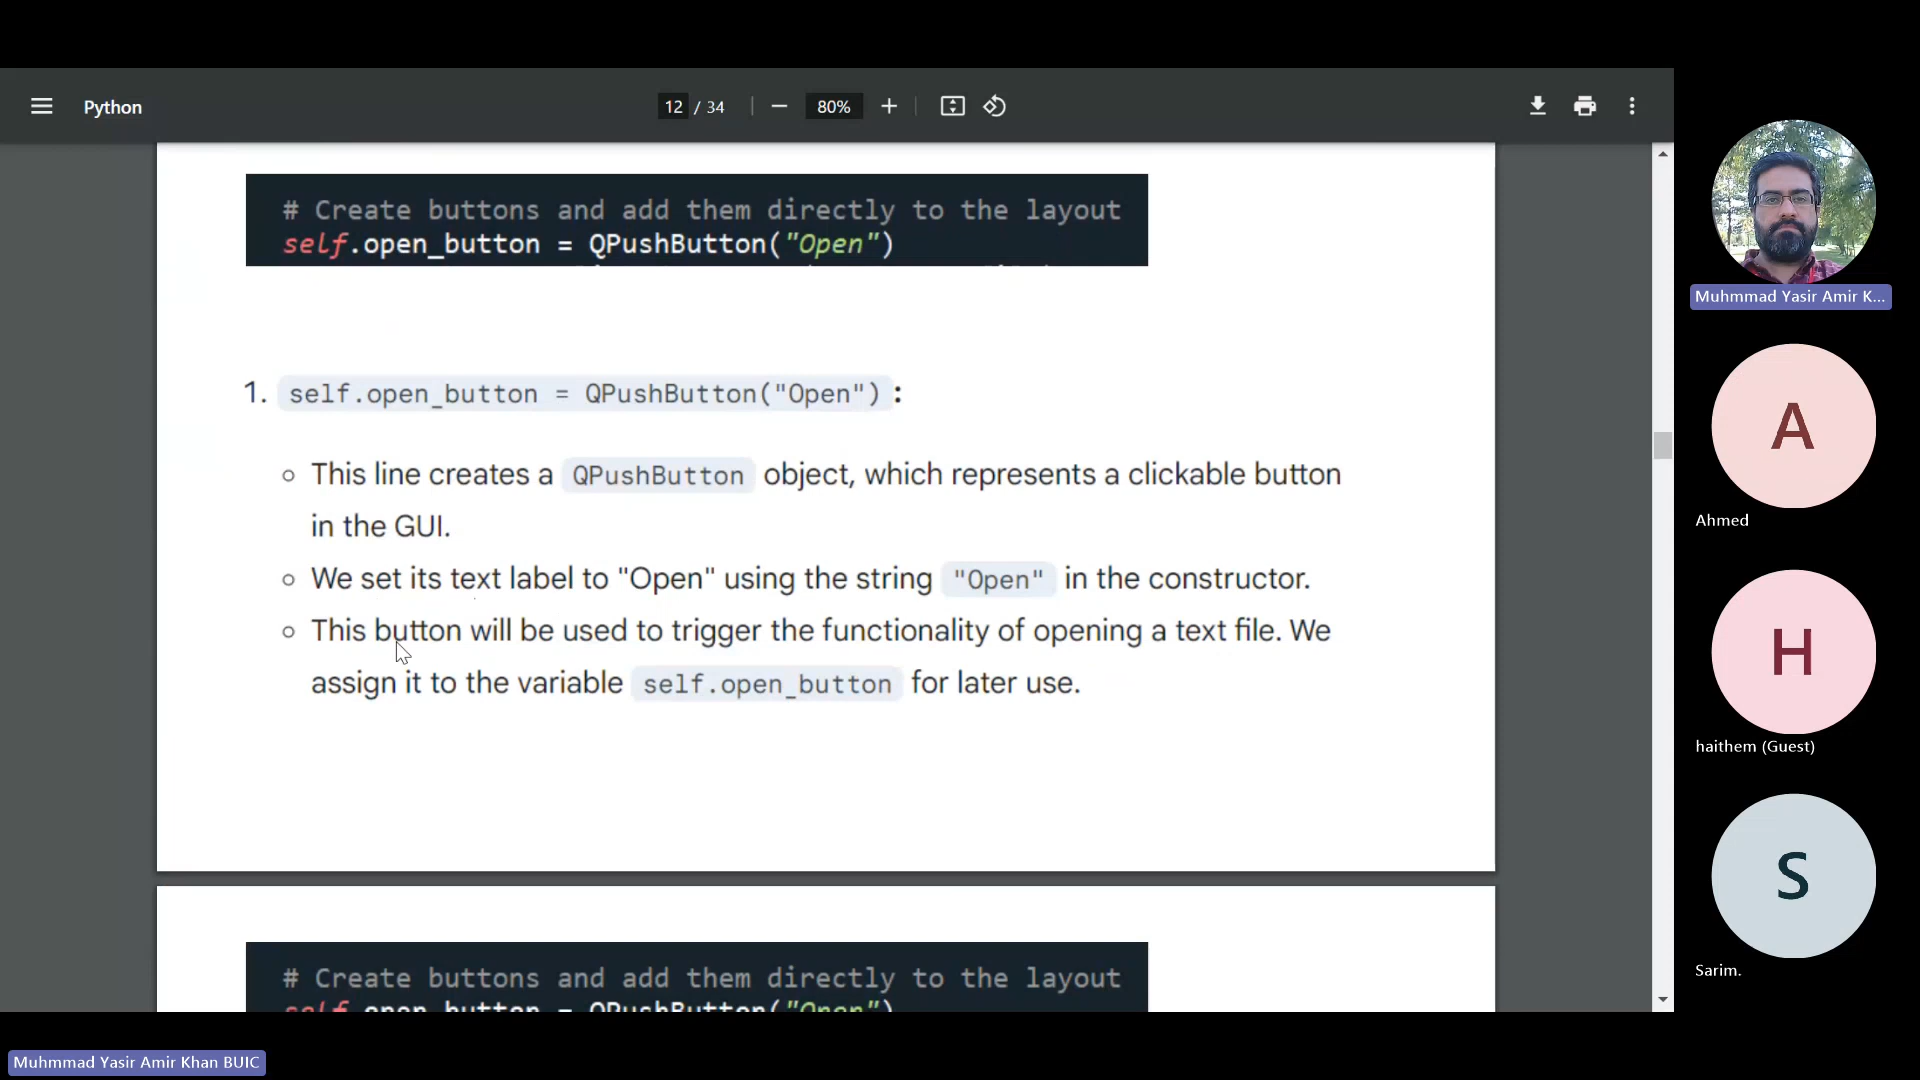 Python
12 / 34
80%
# Create buttons and add them directly to the layout
self.open_button = QPushButton("Open")
1. self.open_button = QPushButton("Open") :
This line creates a QPushButton object, which represents a clickable button
in the GUI.
We set its text label to "Open" using the string "Open" in the constructor.
This button will be used to trigger the functionality of opening a text file. We
assign it to the variable self.open_button for later use.
# Create buttons and add them directly to the layout
self.open_button = QPushButton("Open")
Muhmmad Yasir Amir K...
A
Ahmed
H
haithem (Guest)
S
Sarim.
Muhmmad Yasir Amir Khan BUIC